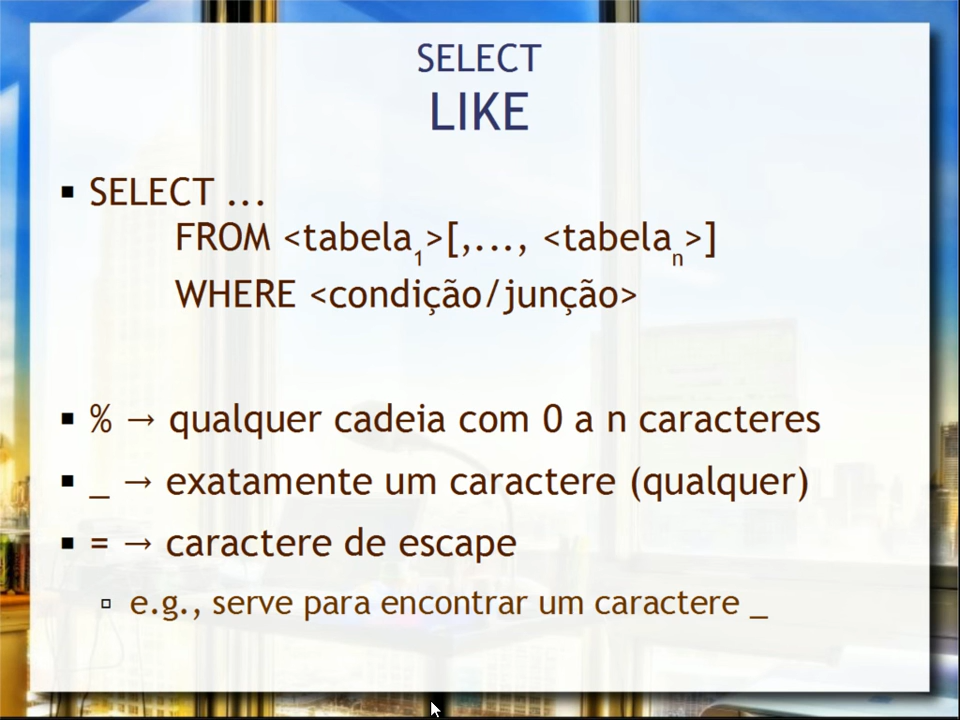 SELECT
LIKE
▪ SELECT ...
FROM <tabela1>[,..., <tabelan>]
WHERE <condição/junção>
▪ % → qualquer cadeia com 0 a n caracteres
▪ _ → exatamente um caractere (qualquer)
▪ = → caractere de escape
▫ e.g., serve para encontrar um caractere _